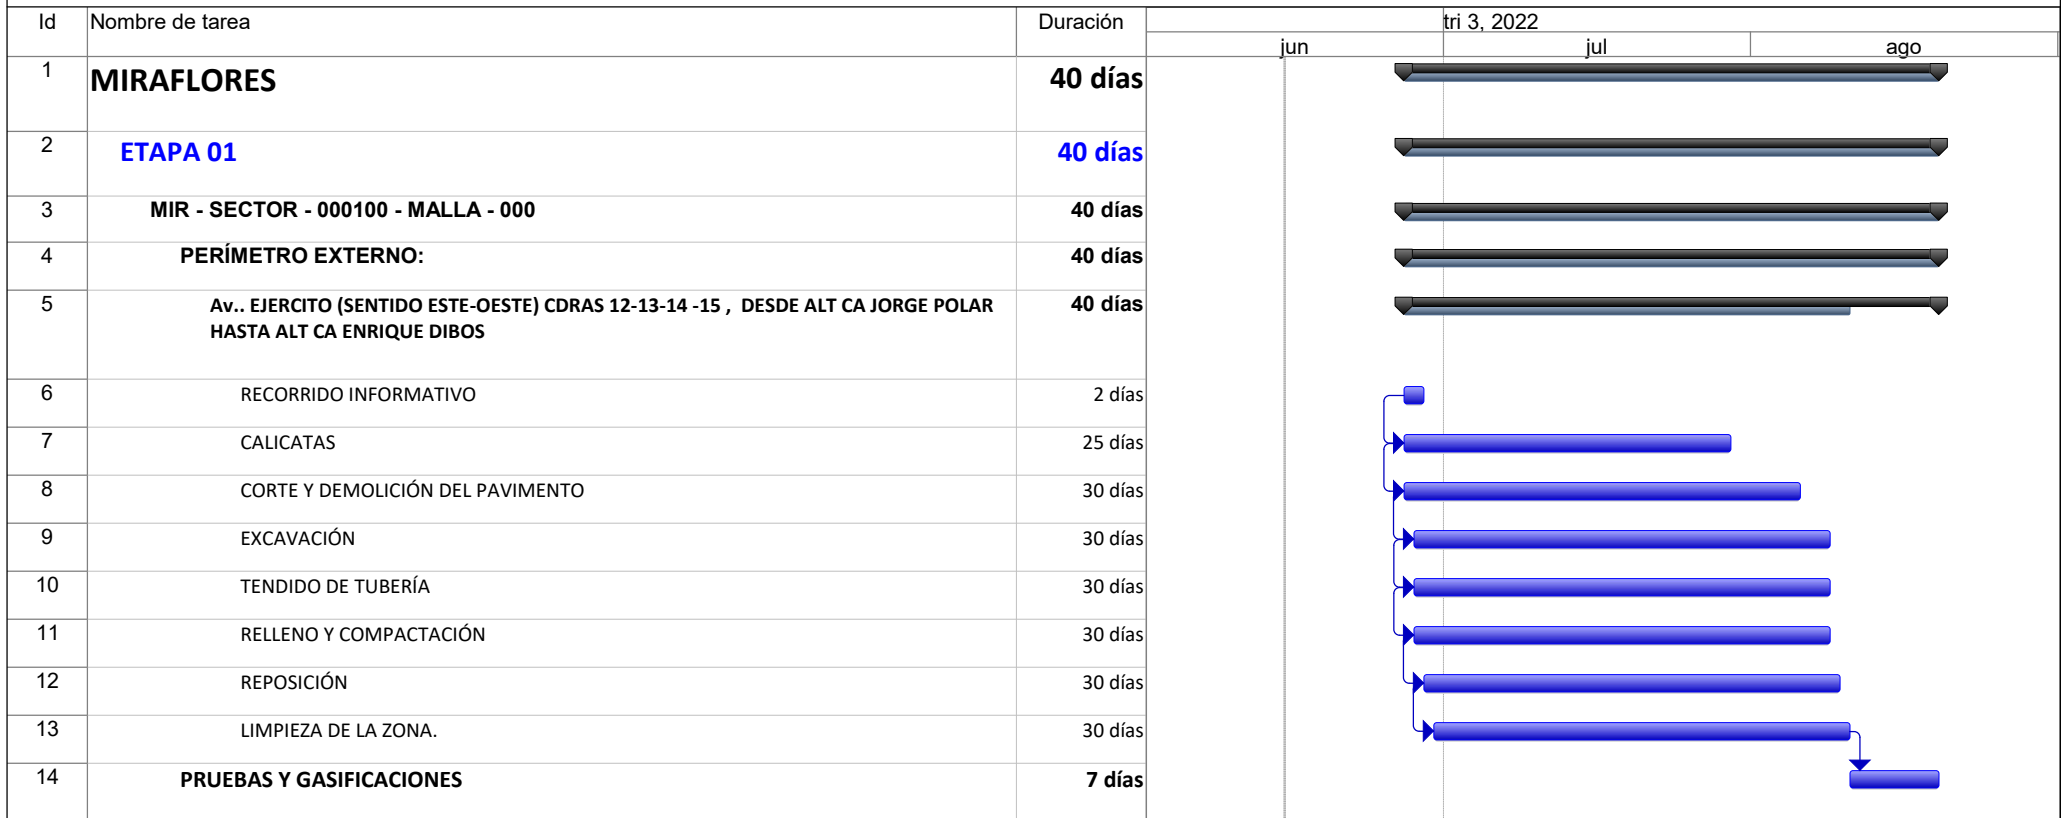 Id Nombre de tarea Duración tri 3, 2022
jun jul ago
1 MIRAFLORES 40 días
2 ETAPA 01 40 días
3 MIR - SECTOR - 000100 - MALLA - 000 40 días
4 PERÍMETRO EXTERNO: 40 días
5 Av.. EJERCITO (SENTIDO ESTE-OESTE) CDRAS 12-13-14 -15 , DESDE ALT CA JORGE POLAR 40 días
HASTA ALT CA ENRIQUE DIBOS
6 RECORRIDO INFORMATIVO 2 días
7 CALICATAS 25 días
8 CORTE Y DEMOLICIÓN DEL PAVIMENTO 30 días
9 EXCAVACIÓN 30 días
10 TENDIDO DE TUBERÍA 30 días
11 RELLENO Y COMPACTACIÓN 30 días
12 REPOSICIÓN 30 días
13 LIMPIEZA DE LA ZONA. 30 días
14 PRUEBAS Y GASIFICACIONES 7 días